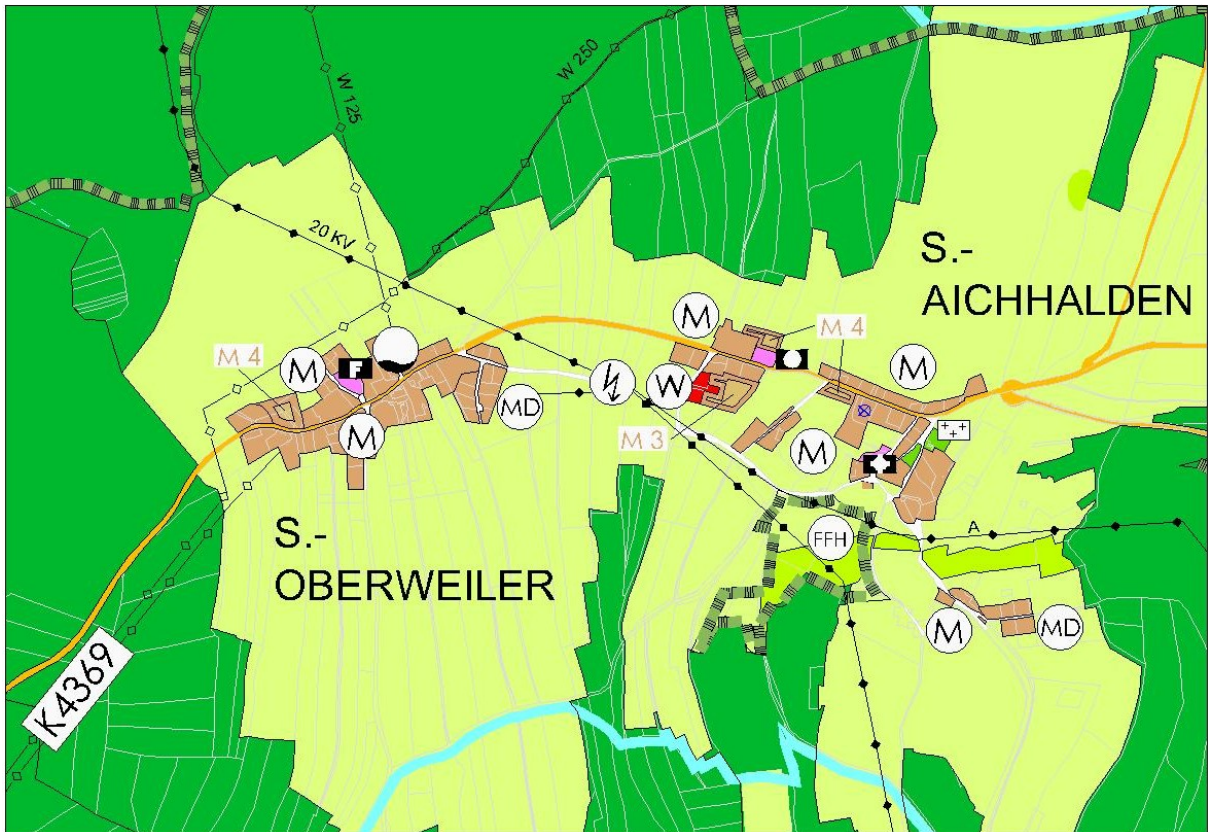 W 125
W 250
20 KV
S.-
AICHHALDEN
M
M 4
M 4
M
F
M
W
M
MD
M
M 3
M
+++
S.-
OBERWEILER
FFH
A
M
MD
K4369